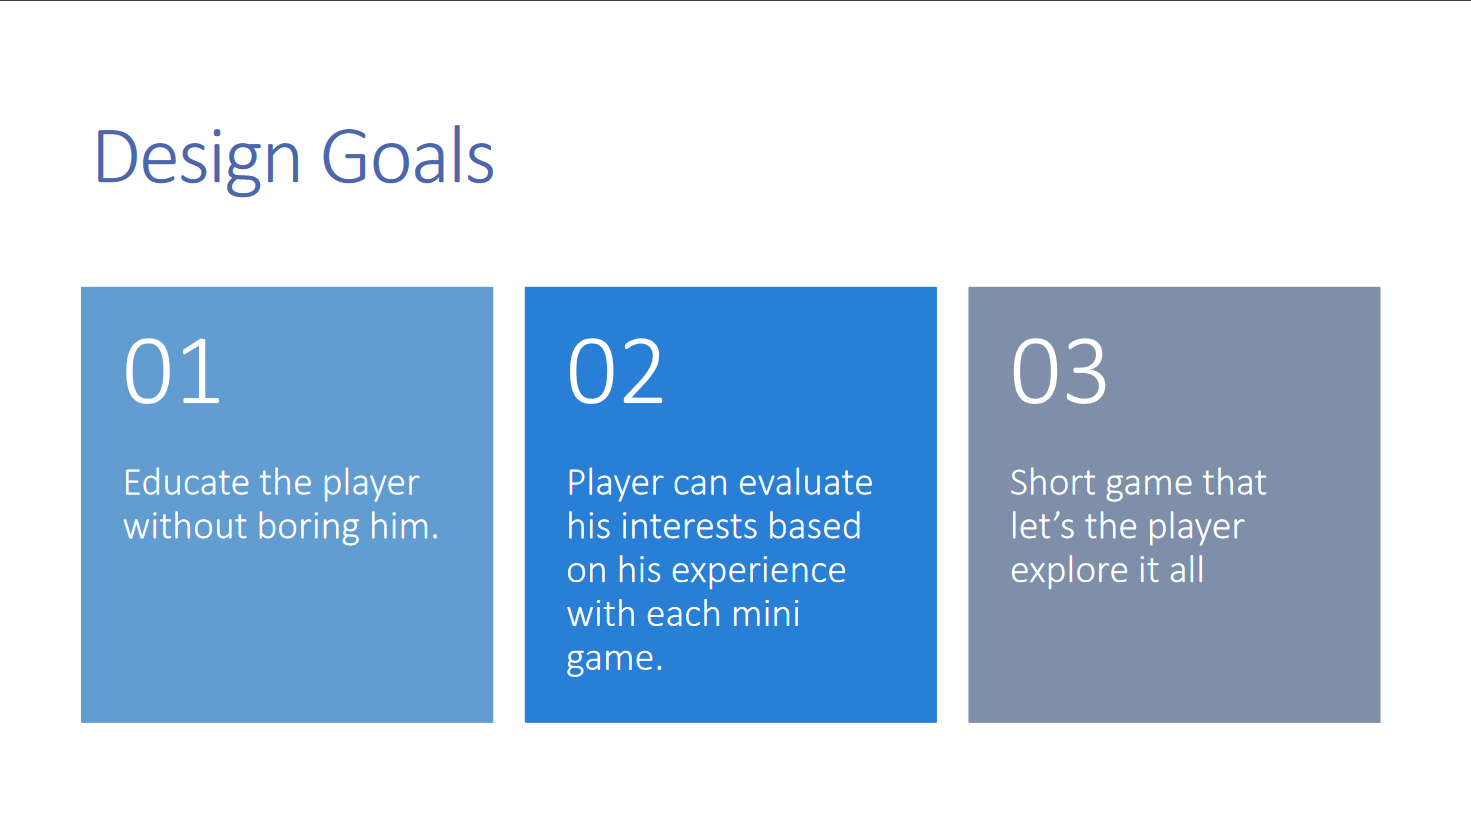 Design Goals
01
Educate the player
without boring him.
02
Player can evaluate
his interests based
on his experience
with each mini
game.
03
Short game that
let’s the player
explore it all